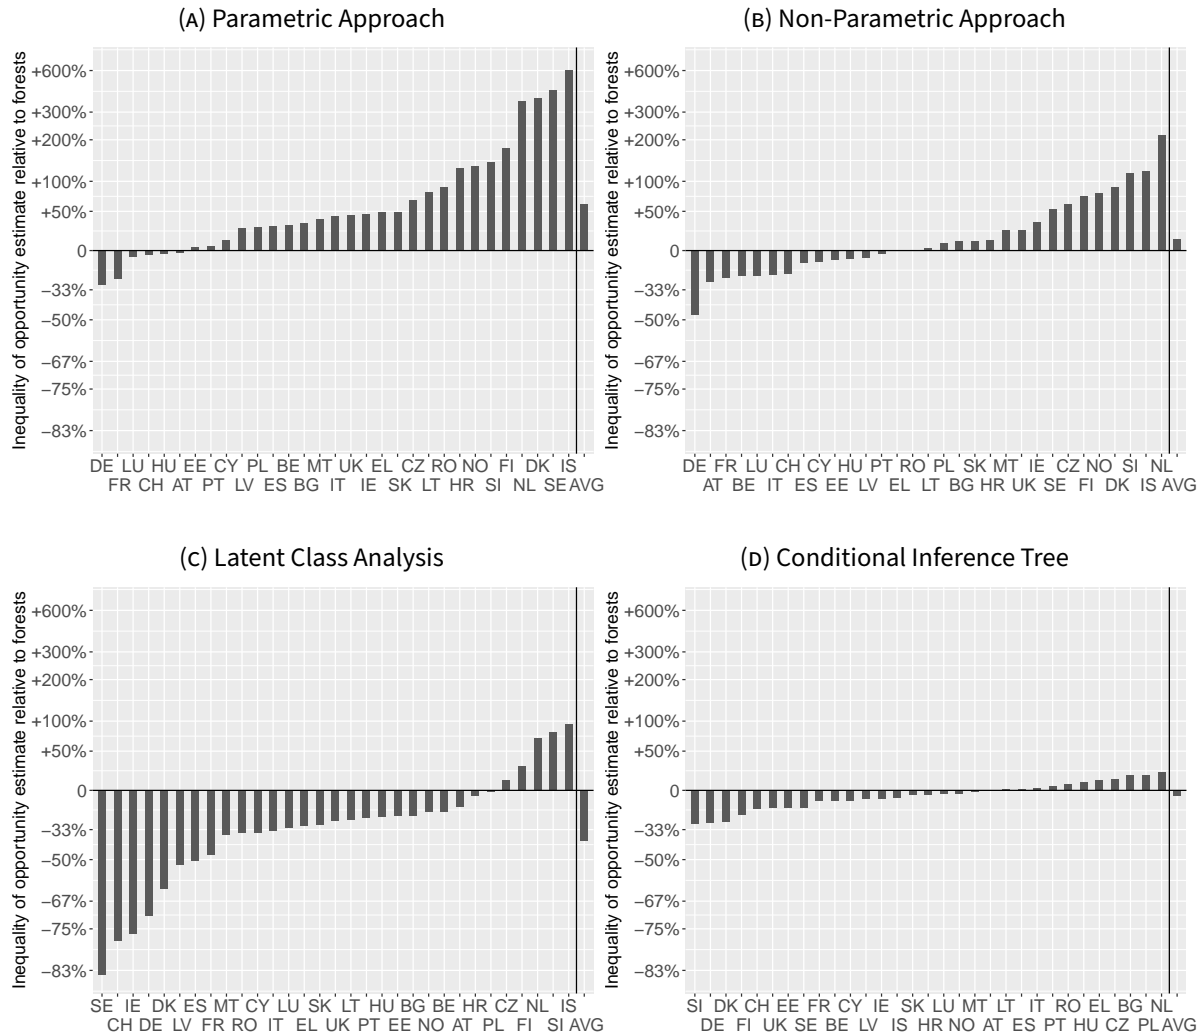 (A) Parametric Approach
Inequality of opportunity estimate relative to forests
+600%
+300%
+200%
+100%
+50%
0
−33%
−50%
−67%
−75%
−83%
DE LU HU EE CY PL BE MT UK EL CZ RO NO FI DK IS
FR CH AT PT LV ES BG IT IE SK LT HR SI NL SE AVG
(B) Non-Parametric Approach
Inequality of opportunity estimate relative to forests
+600%
+300%
+200%
+100%
+50%
0
−33%
−50%
−67%
−75%
−83%
DE FR LU CH CY HU PT RO PL SK MT IE CZ NO SI NL
AT BE IT ES EE LV EL LT BG HR UK SE FI DK IS AVG
(C) Latent Class Analysis
Inequality of opportunity estimate relative to forests
+600%
+300%
+200%
+100%
+50%
0
−33%
−50%
−67%
−75%
−83%
SE IE DK ES MT CY LU SK LT HU BG BE HR CZ NL IS
CH DE LV FR RO IT EL UK PT EE NO AT PL FI SI AVG
(D) Conditional Inference Tree
Inequality of opportunity estimate relative to forests
+600%
+300%
+200%
+100%
+50%
0
−33%
−50%
−67%
−75%
−83%
SI DK CH EE FR CY IE SK LU MT LT IT RO EL BG NL
DE FI UK SE BE LV IS HR NO AT ES PT HU CZ PL AVG